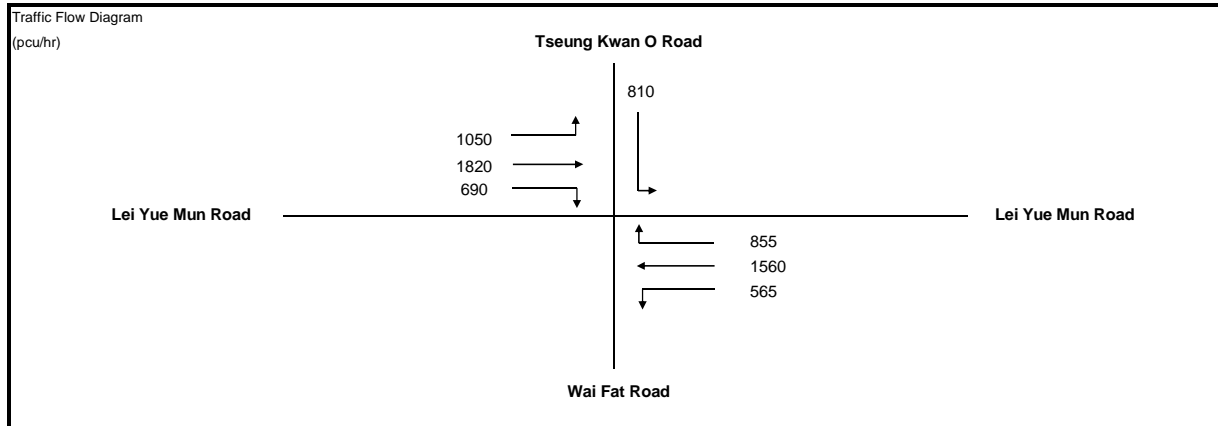 Traffic Flow Diagram
(pcu/hr)
Tseung Kwan O Road
810
1050
1820
690
Lei Yue Mun Road
Lei Yue Mun Road
855
1560
565
Wai Fat Road